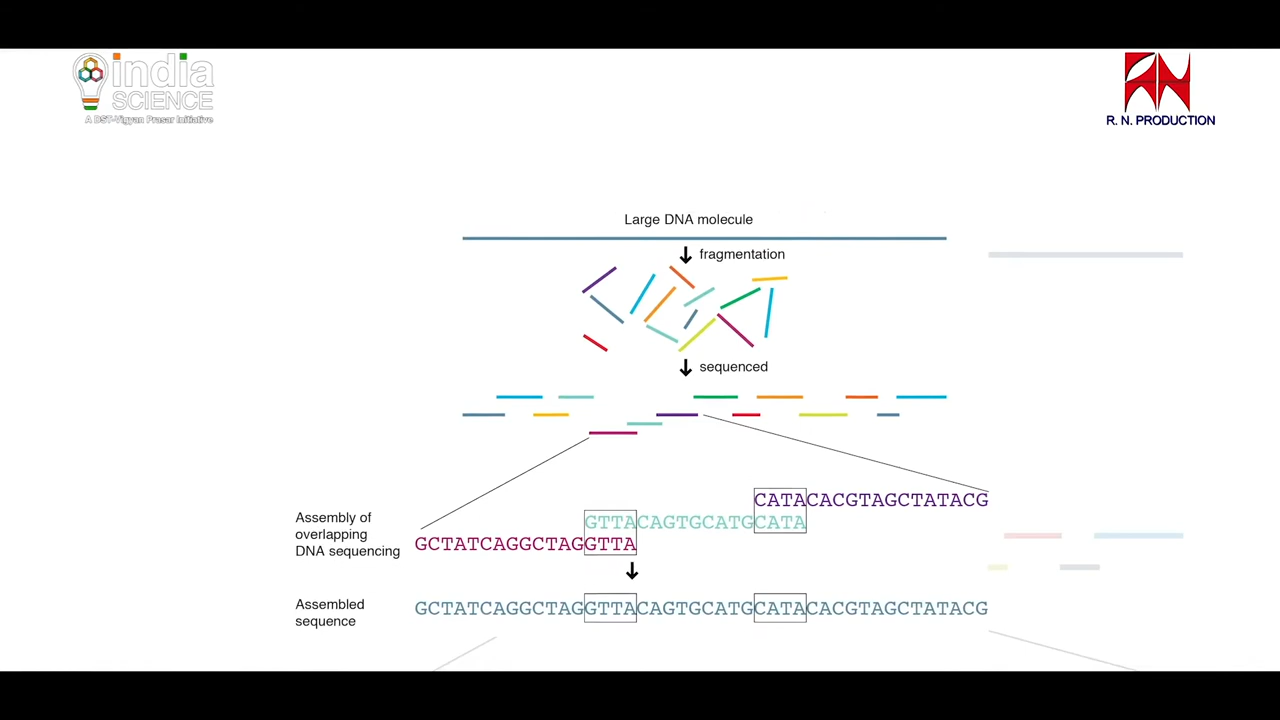 india
SCIENCE
A DST-Vigyan Prasar Initiative
R. N. PRODUCTION
Large DNA molecule
fragmentation
sequenced
CATACACGTAGCTATACG
GTTACAGTGCATGCATA
GCTATCAGGCTAGGTTA
Assembly of
overlapping
DNA sequencing
GCTATCAGGCTAGGTTACAGTGCATGCATACACGTAGCTATACG
Assembled
sequence